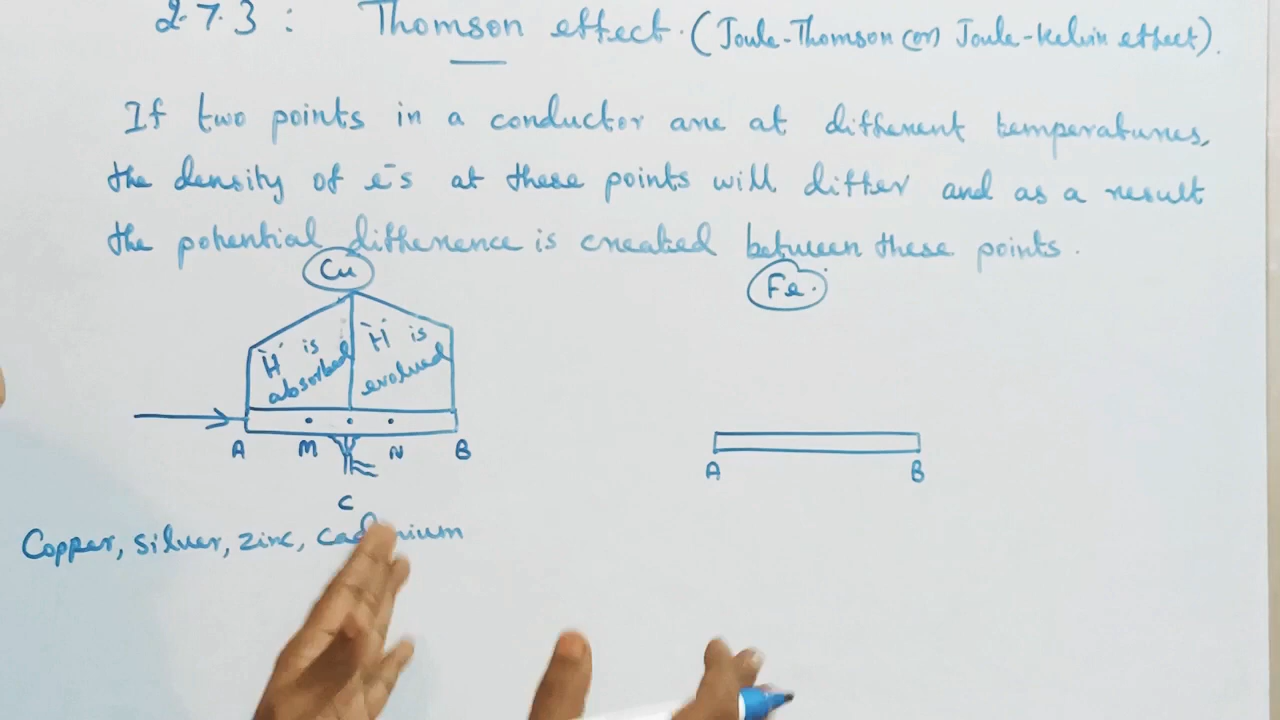 2.7.3 : Thomson effect. (Joule-Thomson (or) Joule-Kelvin effect).
If two points in a conductor are at different temperatures,
the density of e⁻s at these points will differ and as a result
the potential difference is created between these points.
Cu
Fe.
'H' is absorbed
'H' is evolved
A M N B
C
A B
Copper, silver, zinc, cadmium